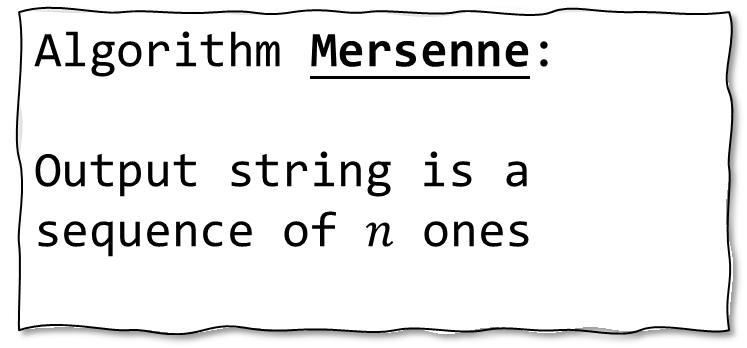 Algorithm Mersenne:
Output string is a
sequence of n ones